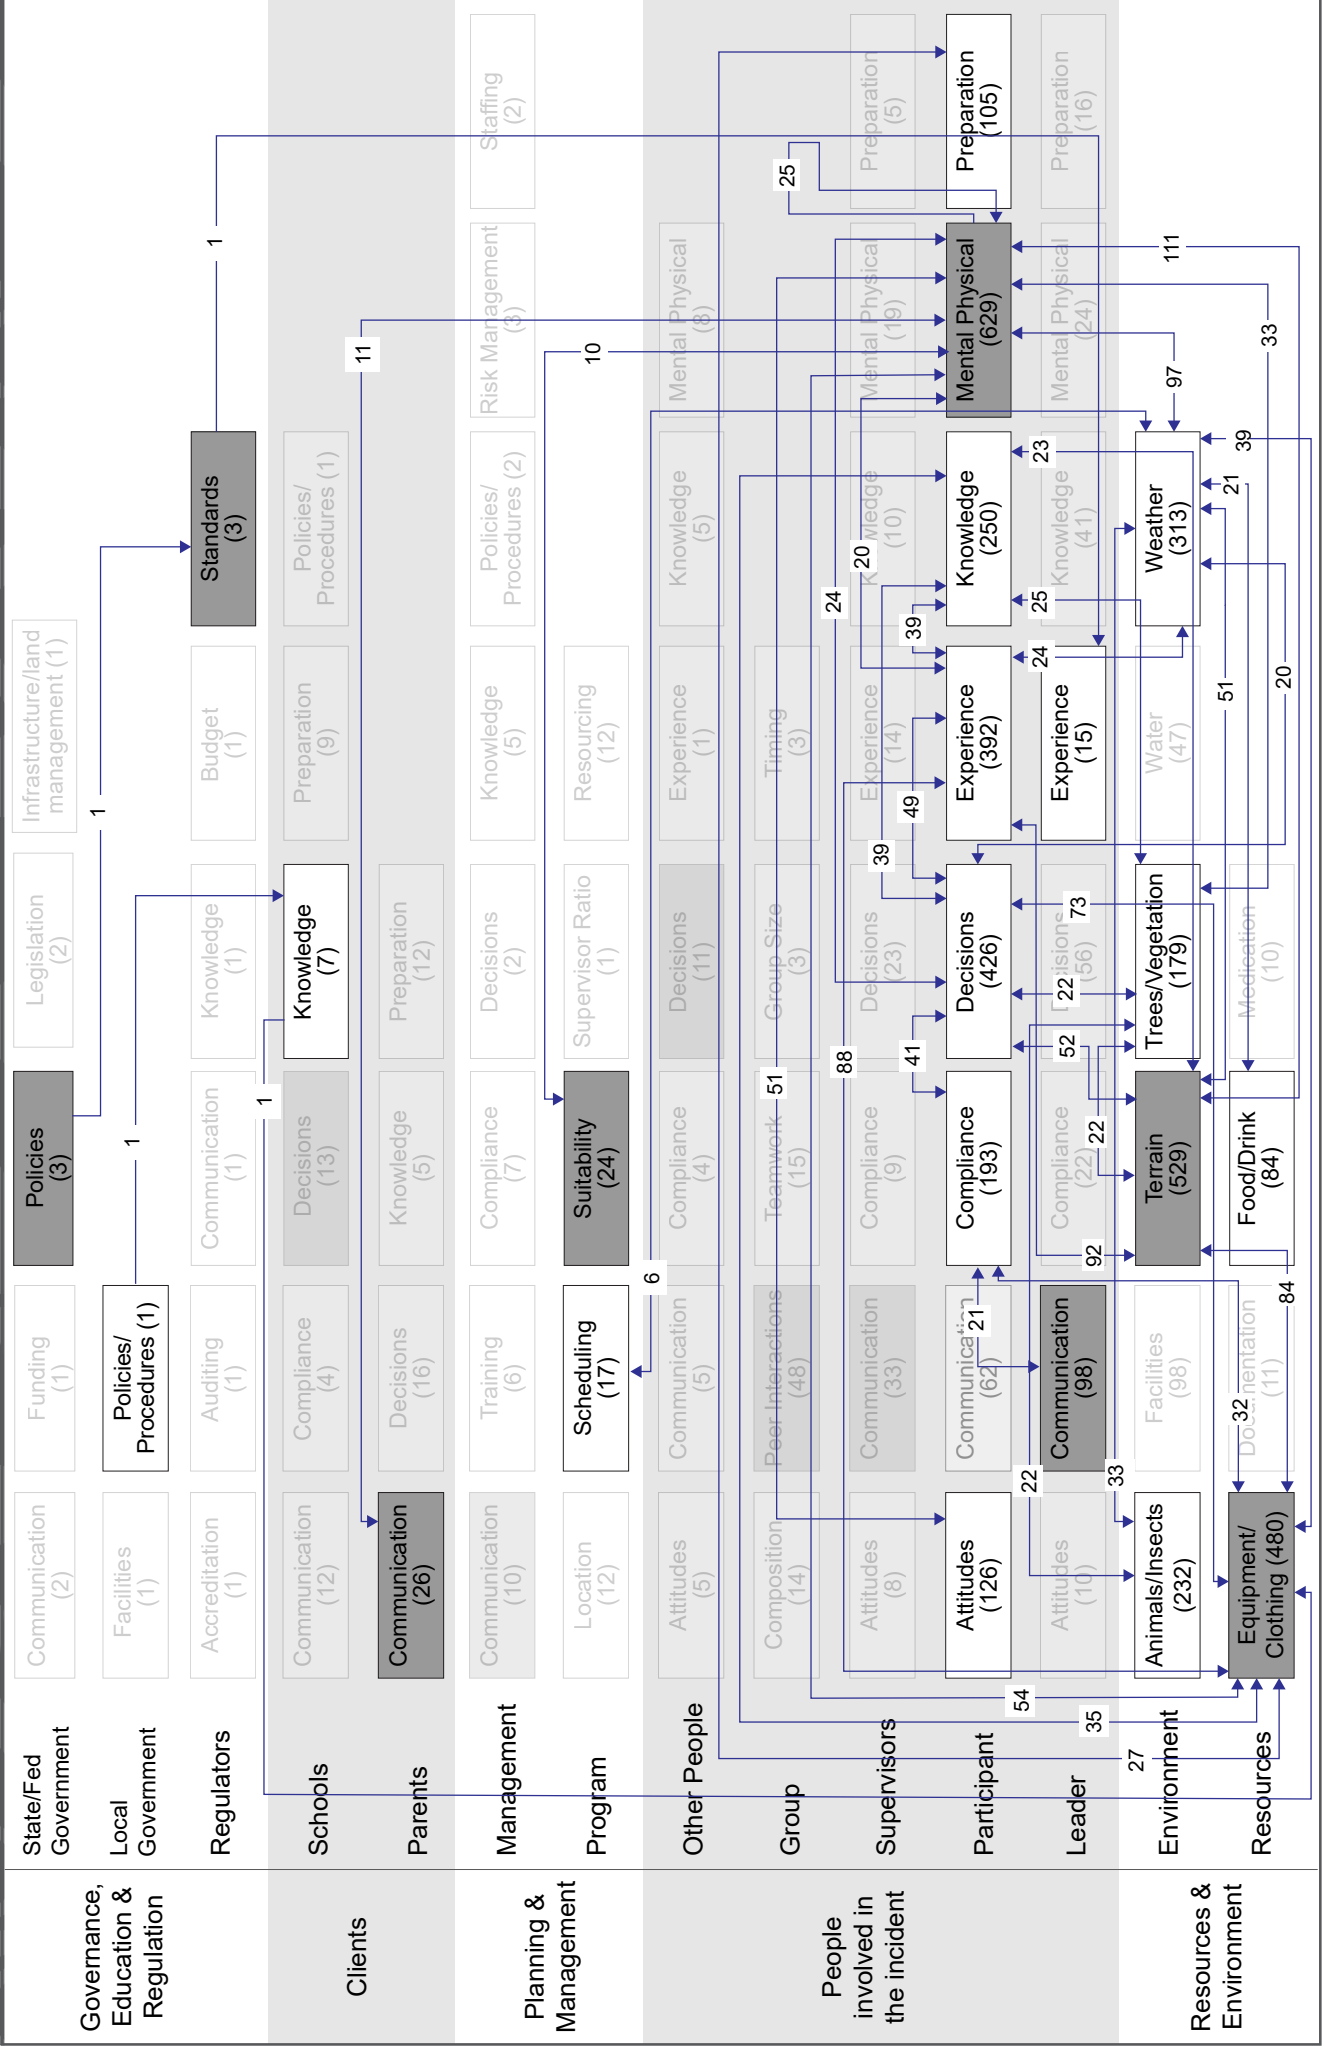 Governance,
Education &
Regulation
State/Fed
Government
Communication
(2)
Funding
(1)
Policies
(3)
Legislation
(2)
Infrastructure/land
management (1)
Local
Government
Facilities
(1)
Policies/
Procedures (1)
Regulators
Accreditation
(1)
Auditing
(1)
Communication
(1)
Knowledge
(1)
Budget
(1)
Standards
(3)
Clients
Schools
Communication
(12)
Compliance
(4)
Decisions
(13)
Knowledge
(7)
Preparation
(9)
Policies/
Procedures (1)
Parents
Communication
(26)
Decisions
(16)
Knowledge
(5)
Preparation
(12)
Planning &
Management
Management
Communication
(10)
Training
(6)
Compliance
(7)
Decisions
(2)
Knowledge
(5)
Policies/
Procedures (2)
Risk Management
(3)
Staffing
(2)
Program
Location
(12)
Scheduling
(17)
Suitability
(24)
Supervisor Ratio
(1)
Resourcing
(12)
People
involved in
the incident
Other People
Attitudes
(5)
Communication
(5)
Compliance
(4)
Decisions
(11)
Experience
(1)
Knowledge
(5)
Mental Physical
(8)
Group
Composition
(14)
Peer Interactions
(48)
Teamwork
(15)
Group Size
(3)
Timing
(3)
Supervisors
Attitudes
(8)
Communication
(33)
Compliance
(9)
Decisions
(23)
Experience
(14)
Knowledge
(10)
Mental Physical
(19)
Preparation
(5)
Participant
Attitudes
(126)
Communication
(62)
Compliance
(193)
Decisions
(426)
Experience
(392)
Knowledge
(250)
Mental Physical
(629)
Preparation
(105)
Leader
Attitudes
(10)
Communication
(98)
Compliance
(22)
Decisions
(56)
Experience
(15)
Knowledge
(41)
Mental Physical
(24)
Preparation
(16)
Resources &
Environment
Environment
Animals/Insects
(232)
Facilities
(98)
Terrain
(529)
Trees/Vegetation
(179)
Water
(47)
Weather
(313)
Resources
Equipment/
Clothing (480)
Documentation
(11)
Food/Drink
(84)
Medication
(10)
1
1
1
1
11
10
6
25
24
20
51
88
39
39
49
41
21
54
35
27
22
33
92
22
52
22
73
24
25
23
97
111
33
39
21
51
20
84
32